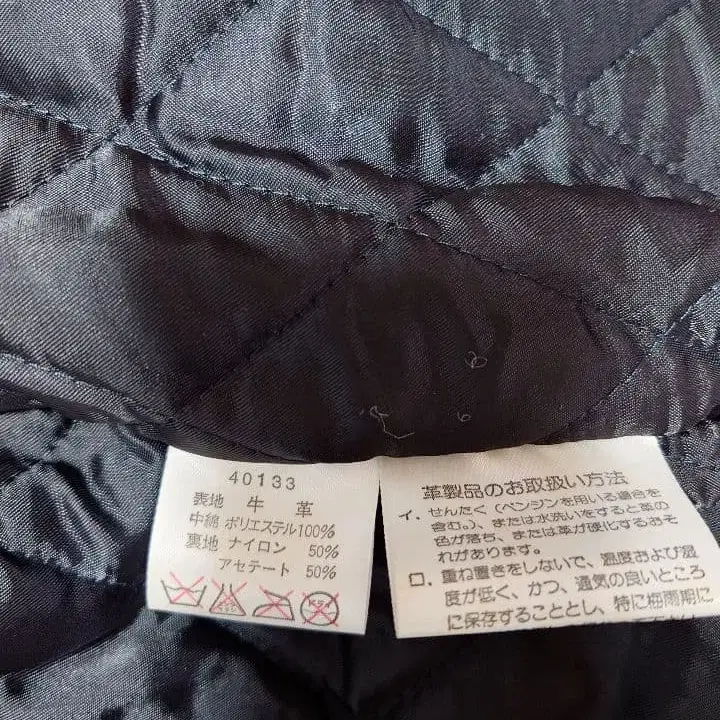 40133
表地 牛 革
中綿 ポリエステル100%
裏地 ナイロン 50%
アセテート 50%
革製品のお取扱い方法
イ. せんたく (ベンジンを用いる場合を
含む。)、または水洗いをすると革の
色が落ち、または革が硬化するおそ
れがあります。
ロ. 重ね置きをしないで、温度および湿
度が低く、かつ、通気の良いところ
に保存することとし、特に梅雨期に